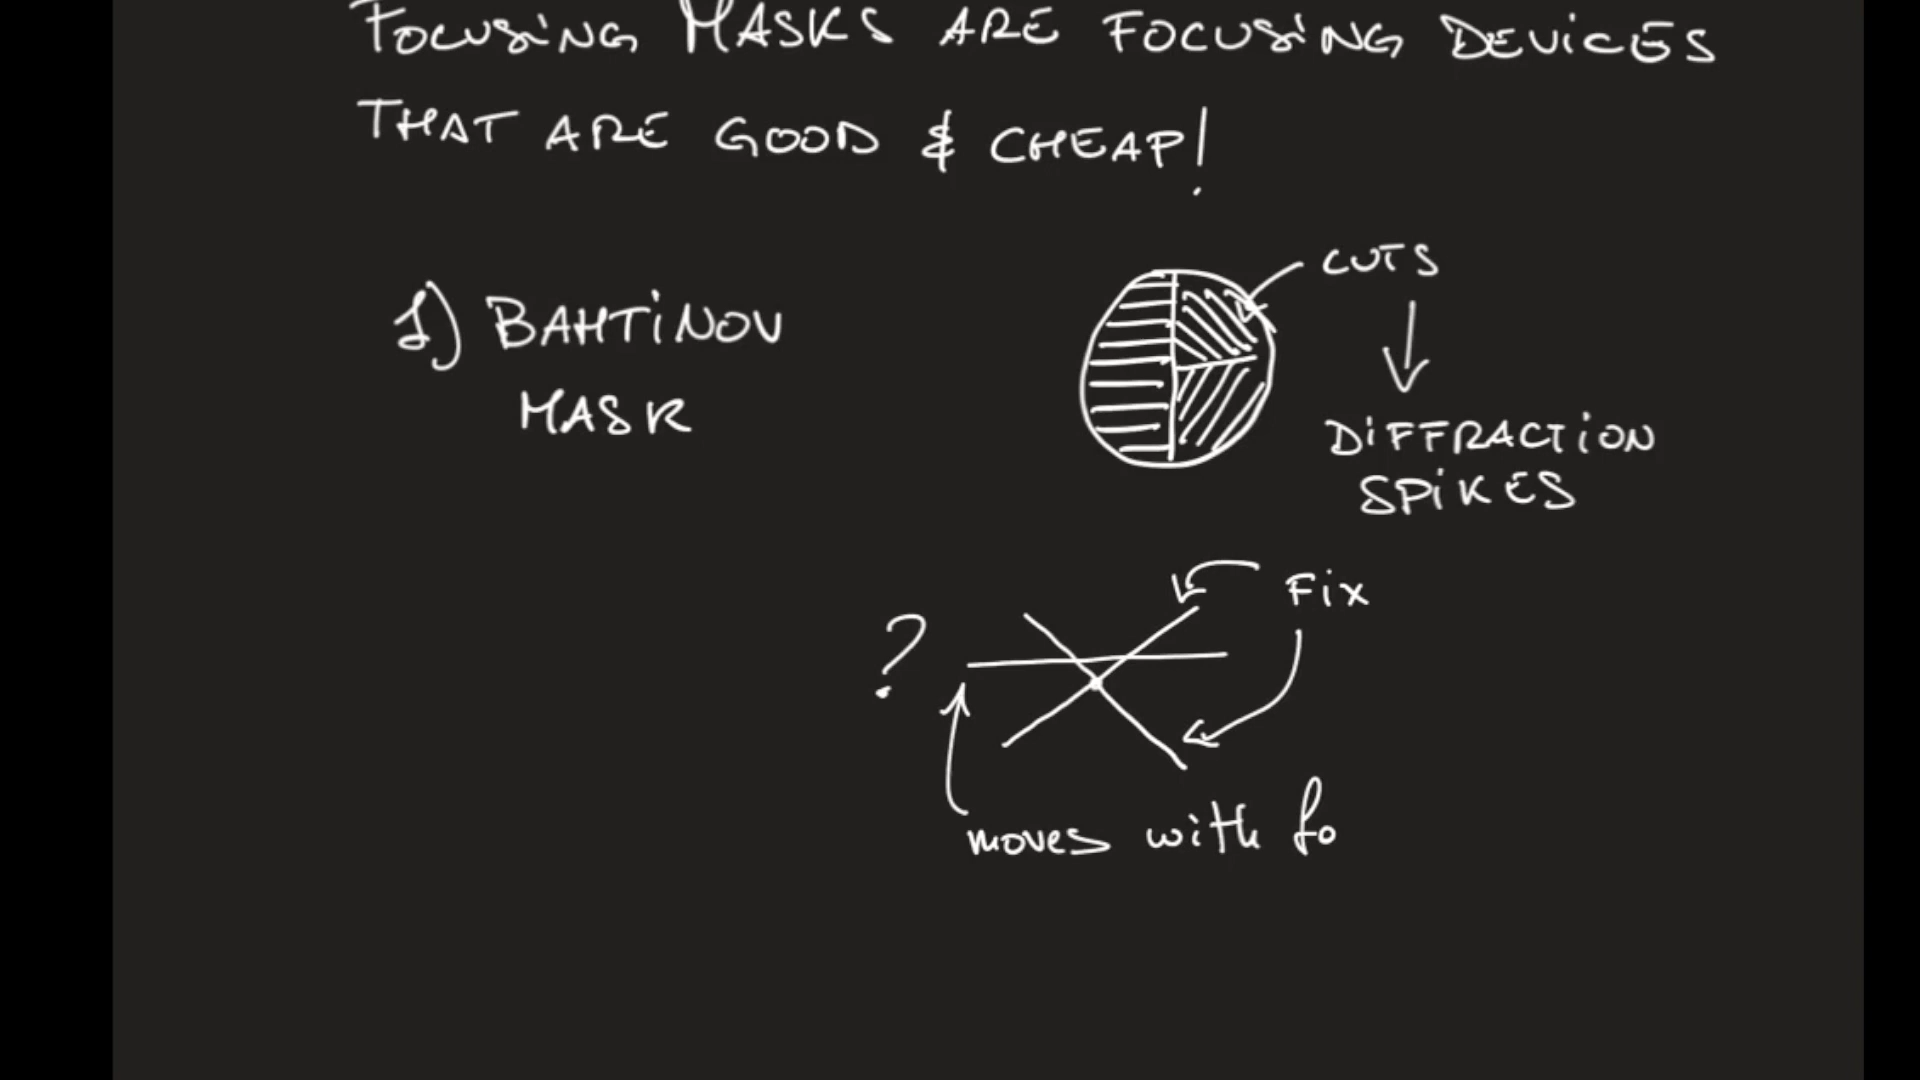 FOCUSING MASKS ARE FOCUSING DEVICES
THAT ARE GOOD & CHEAP!
1) BAHTINOV
MASK
CUTS
DIFFRACTION
SPIKES
?
Fix
moves with fo